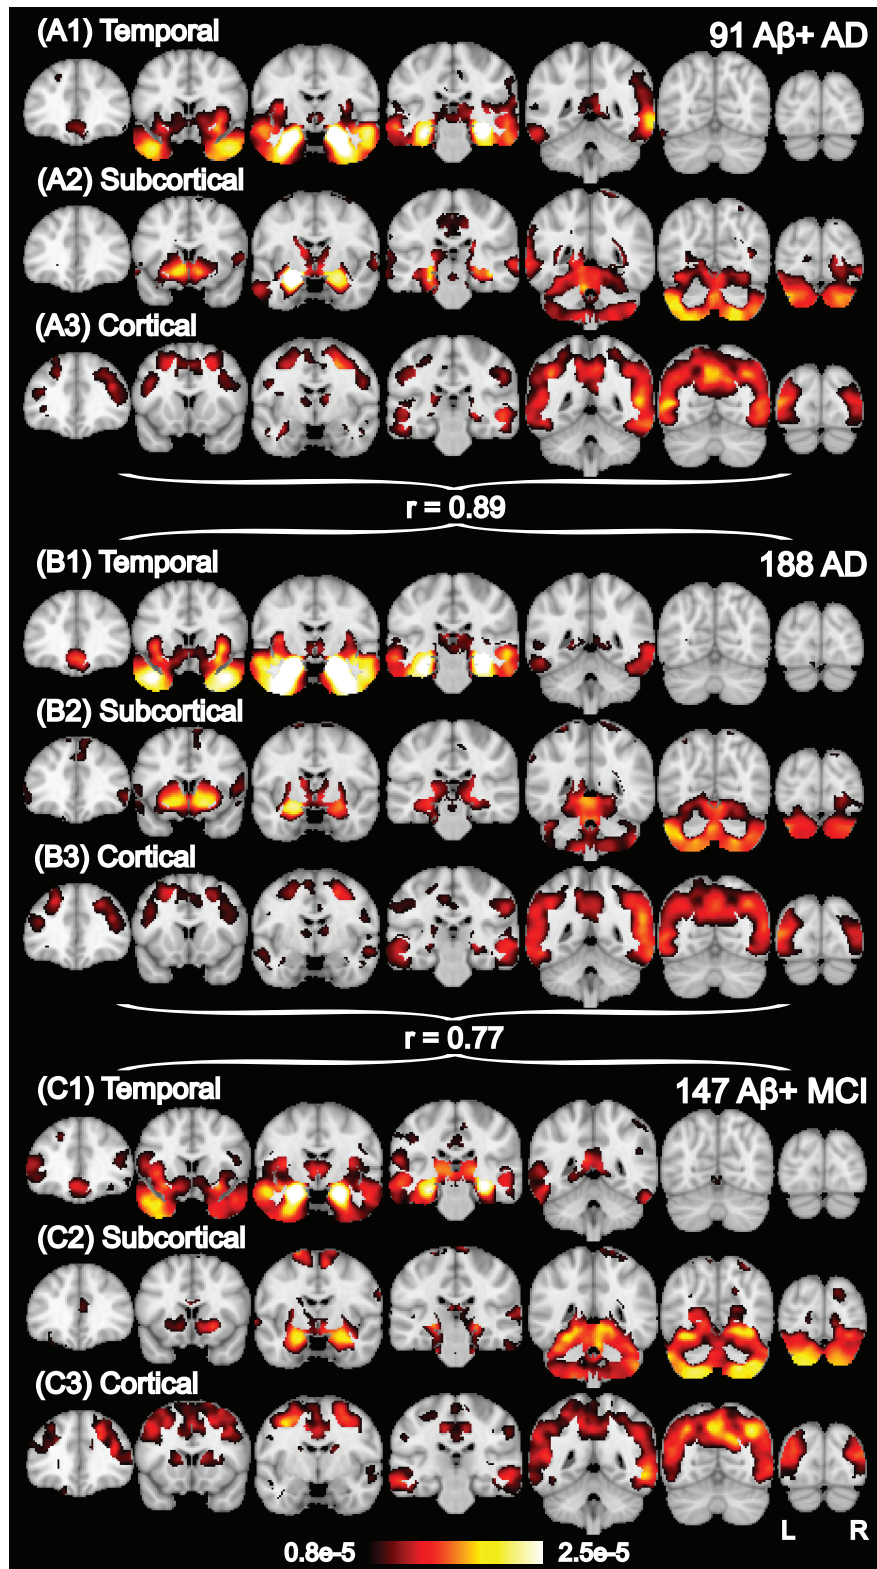 (A1) Temporal
91 Aβ+ AD
(A2) Subcortical
(A3) Cortical
r = 0.89
(B1) Temporal
188 AD
(B2) Subcortical
(B3) Cortical
r = 0.77
(C1) Temporal
147 Aβ+ MCI
(C2) Subcortical
(C3) Cortical
L R
0.8e-5 2.5e-5